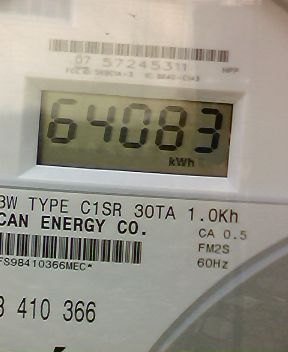 07 57245311
64083
kWh
3W TYPE C1SR 30TA 1.0Kh
CAN ENERGY CO.
CA 0.5
FM2S
60Hz
FS98410366MEC*
410 366